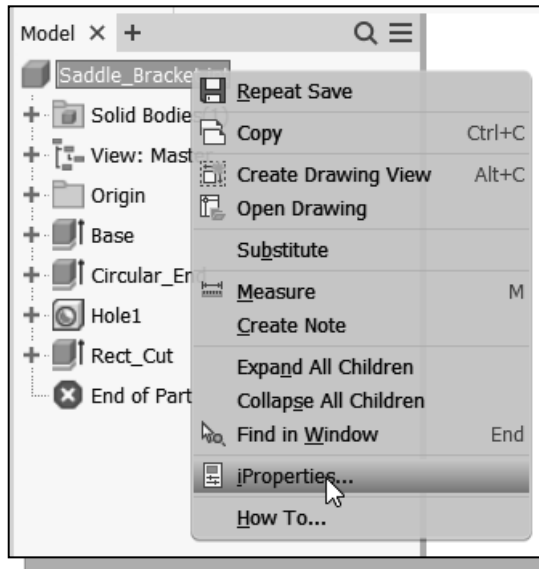 Model × +
Saddle_Bracket
Solid Bodie
View: Mast
Origin
Base
Circular_End
Hole1
Rect_Cut
End of Part
Repeat Save
Copy Ctrl+C
Create Drawing View Alt+C
Open Drawing
Substitute
Measure M
Create Note
Expand All Children
Collapse All Children
Find in Window End
iProperties...
How To...